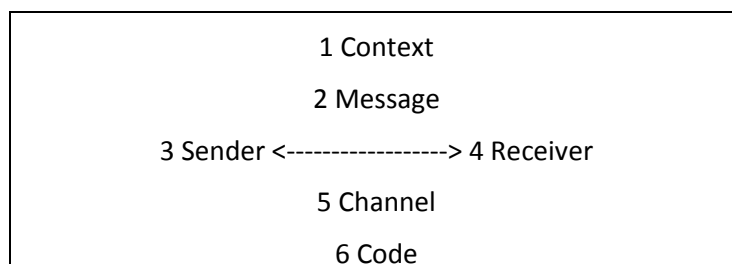 1 Context
2 Message
3 Sender <------------------> 4 Receiver
5 Channel
6 Code